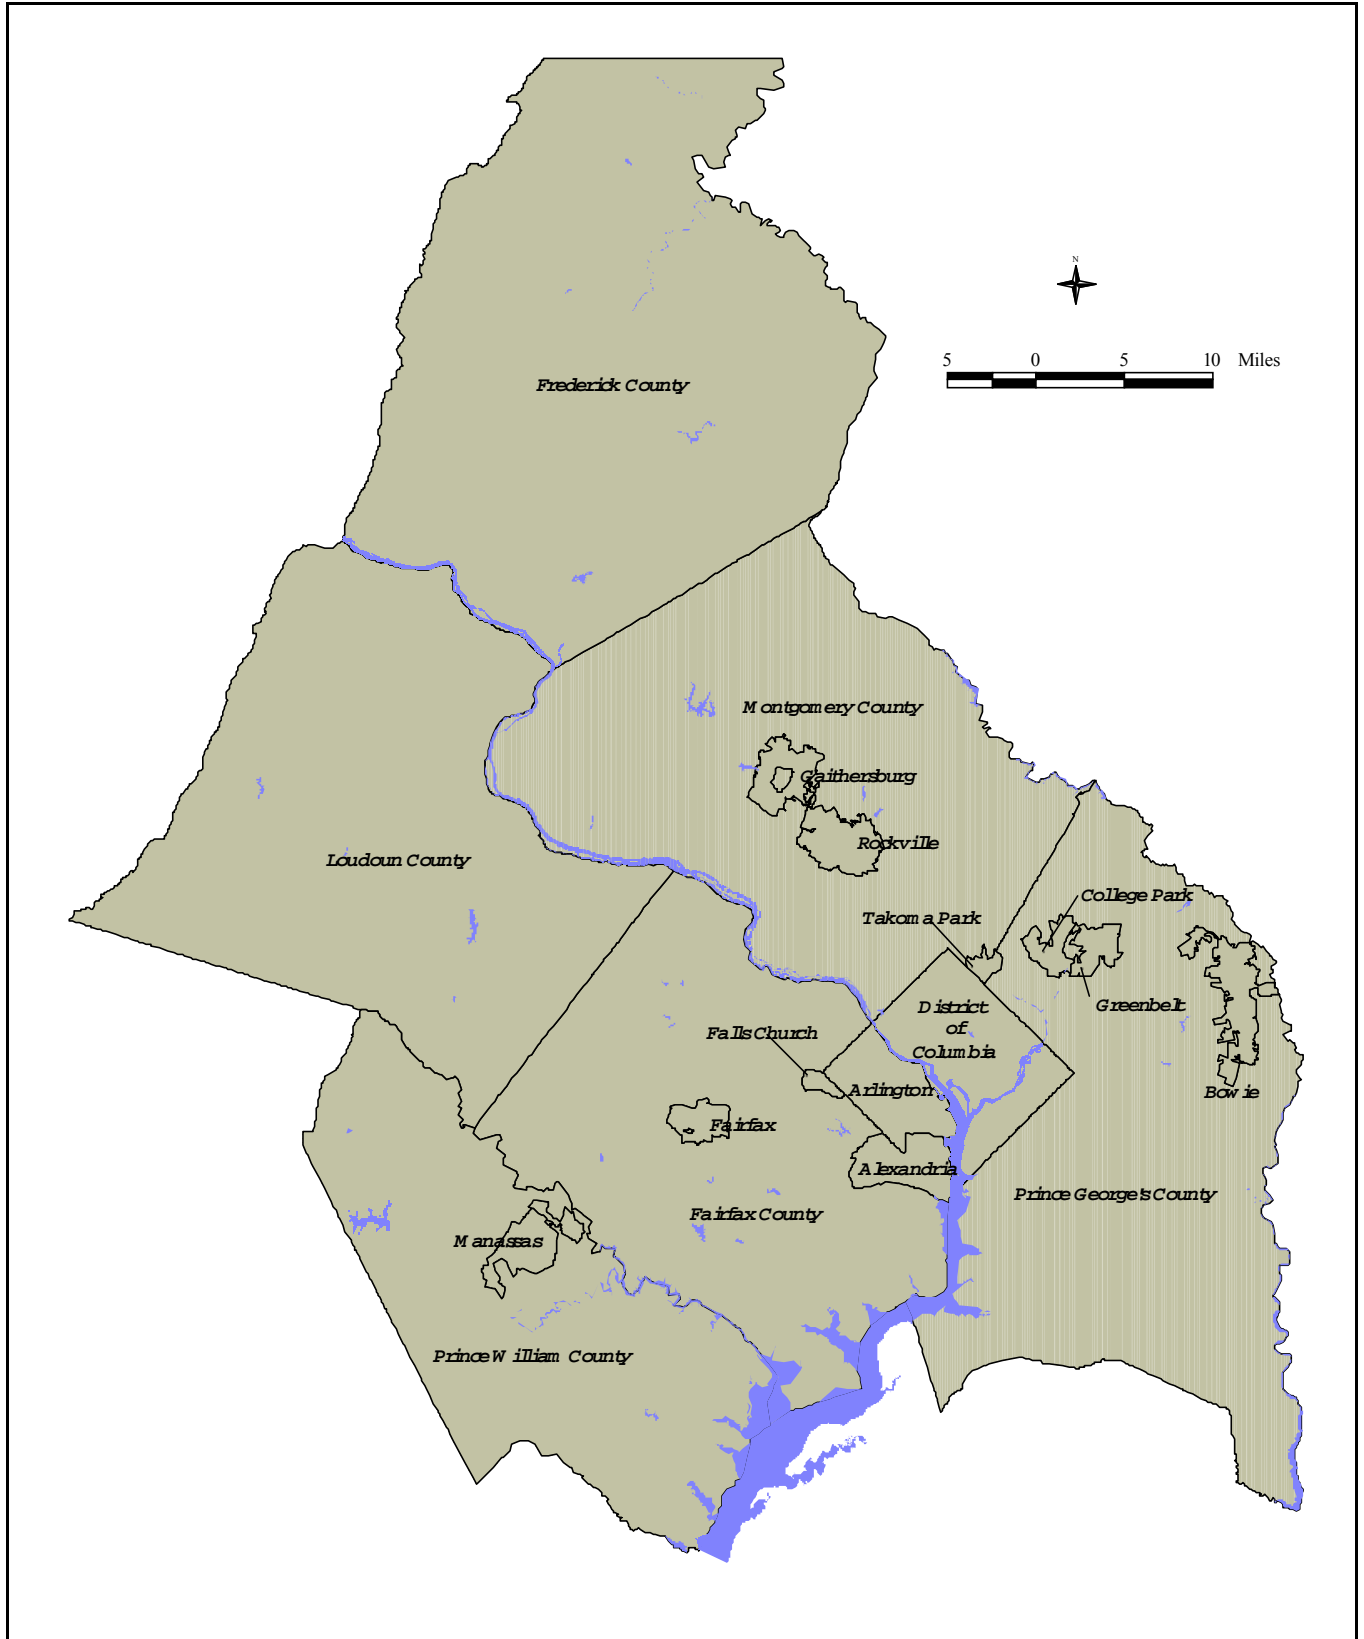 N
5 0 5 10 Miles
Frederick County
Montgomery County
Gaithersburg
Rockville
Loudoun County
College Park
Takoma Park
Greenbelt
District
of
Columbia
Falls Church
Arlington
Bowie
Fairfax
Alexandria
Prince George's County
Fairfax County
Manassas
Prince William County